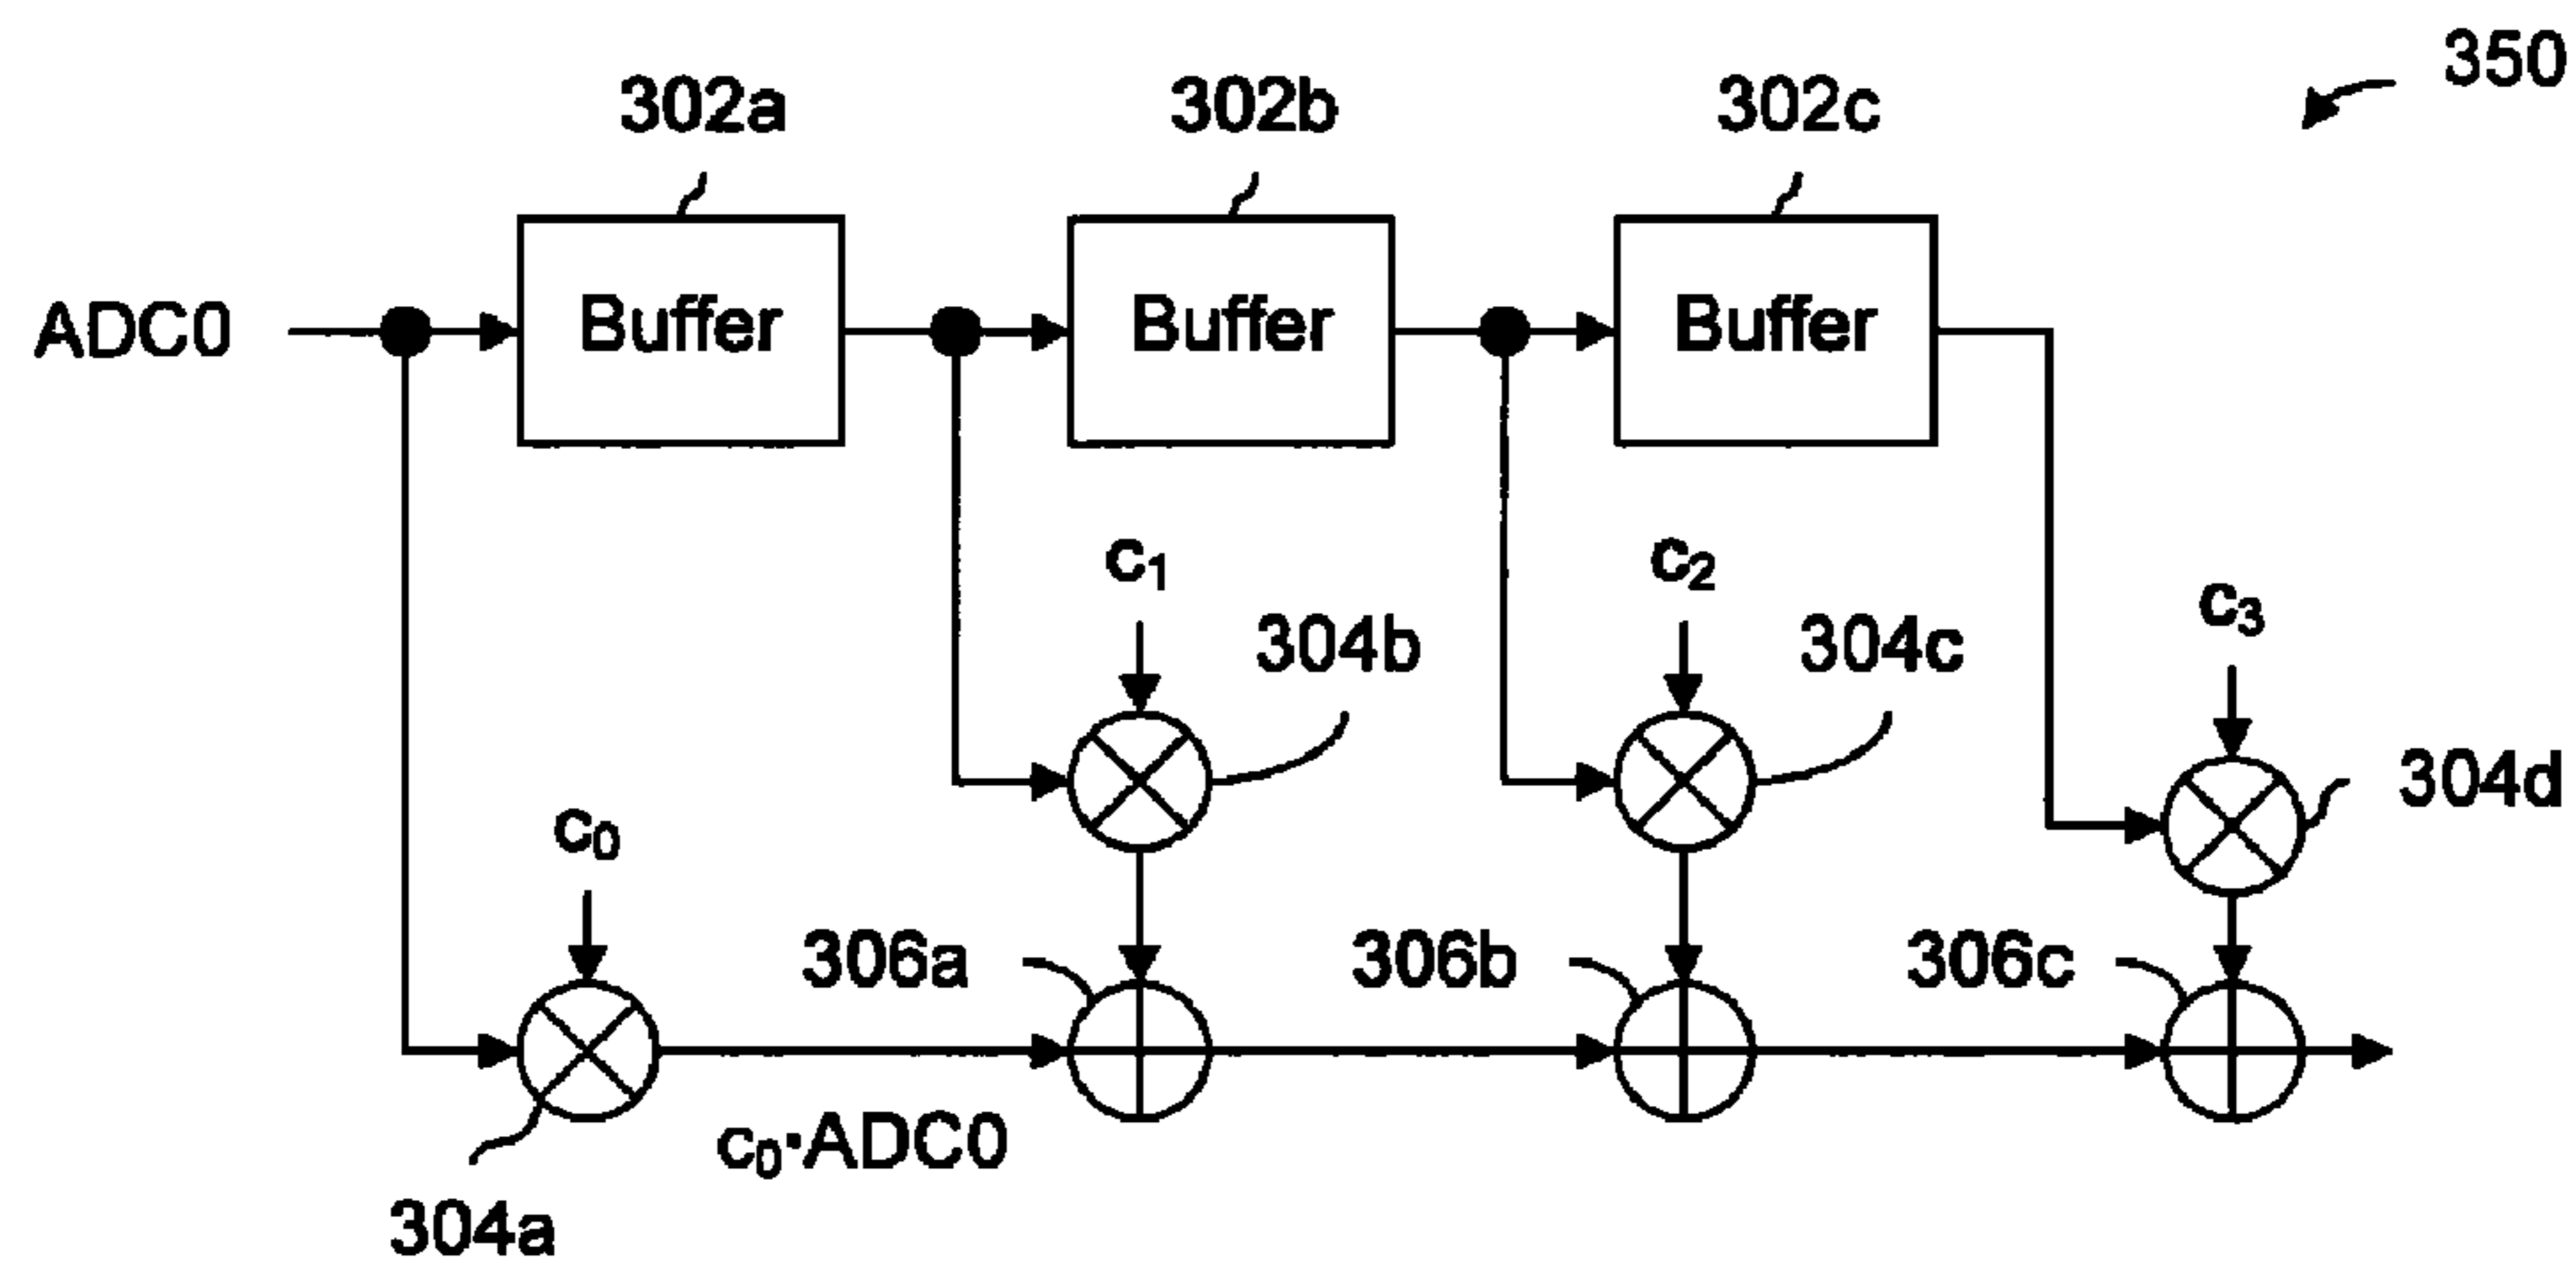 350
302a
302b
302c
ADC0
Buffer
Buffer
Buffer
c₁
c₂
c₃
304b
304c
304d
c₀
306a
306b
306c
c₀·ADC0
304a